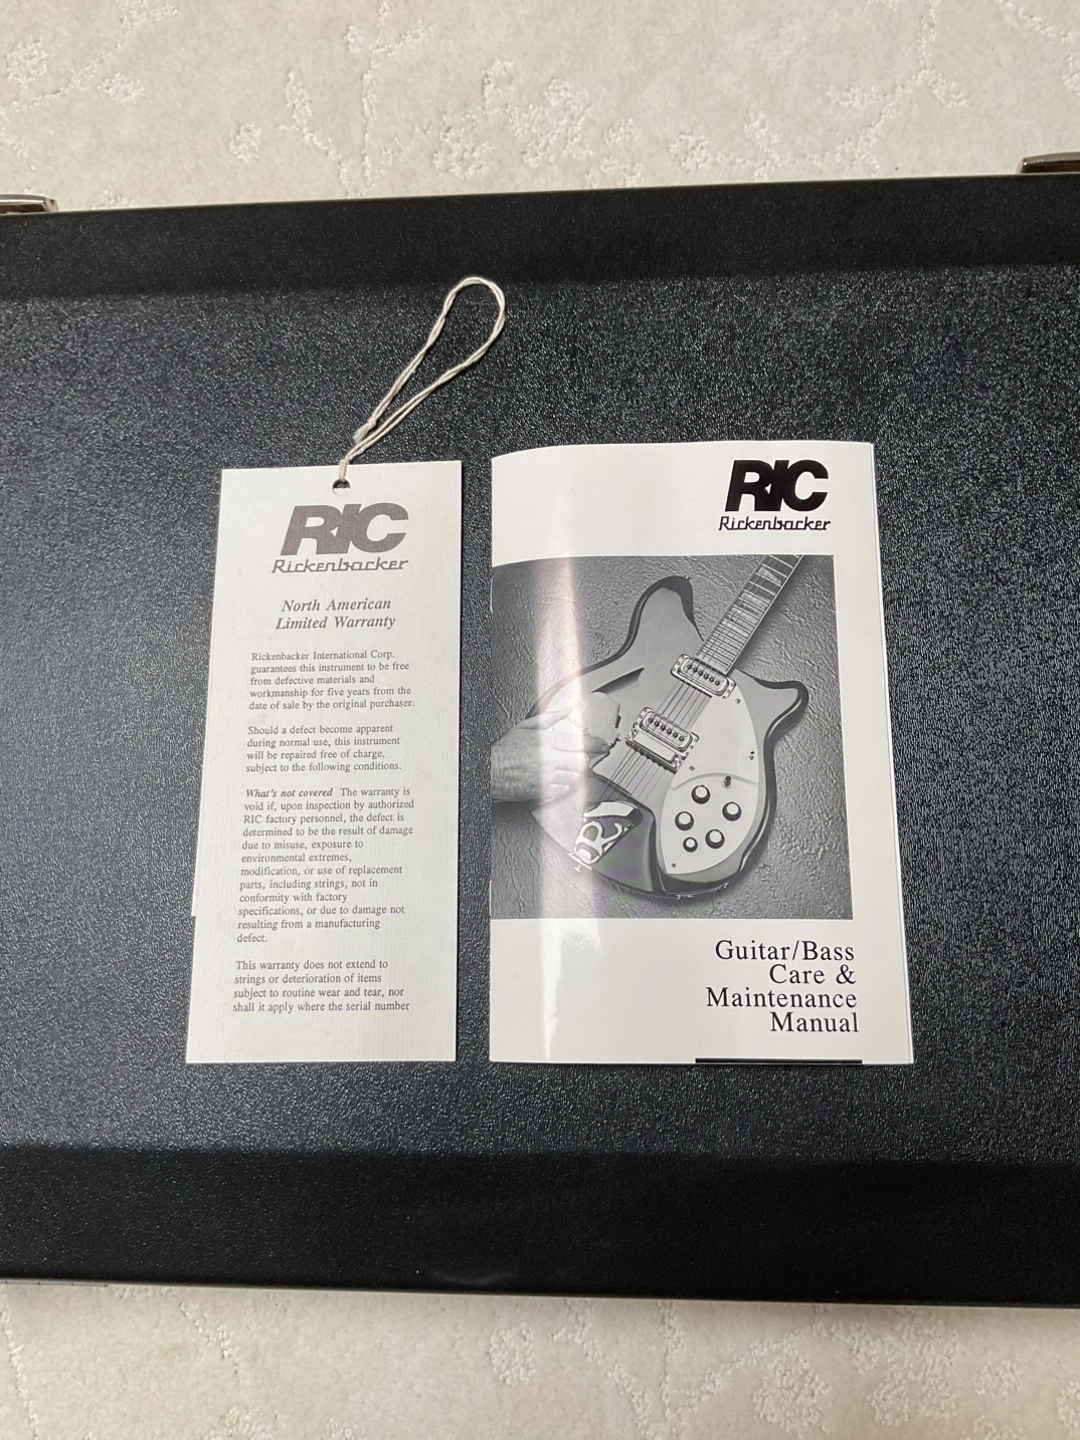 RIC
Rickenbacker
North American
Limited Warranty
Rickenbacker International Corp.
guarantees this instrument to be free
from defective materials and
workmanship for five years from the
date of sale by the original purchaser.
Should a defect become apparent
during normal use, this instrument
will be repaired free of charge,
subject to the following conditions.
What's not covered The warranty is
void if, upon inspection by authorized
RIC factory personnel, the defect is
determined to be the result of damage
due to misuse, exposure to
environmental extremes,
modification, or use of replacement
parts, including strings, not in
conformity with factory
specifications, or due to damage not
resulting from a manufacturing
defect.
This warranty does not extend to
strings or deterioration of items
subject to routine wear and tear, nor
shall it apply where the serial number
RIC
Rickenbacker
Guitar/Bass
Care &
Maintenance
Manual